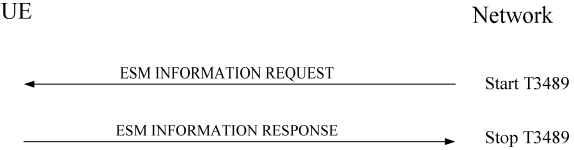 UE
Network
ESM INFORMATION REQUEST
Start T3489
ESM INFORMATION RESPONSE
Stop T3489